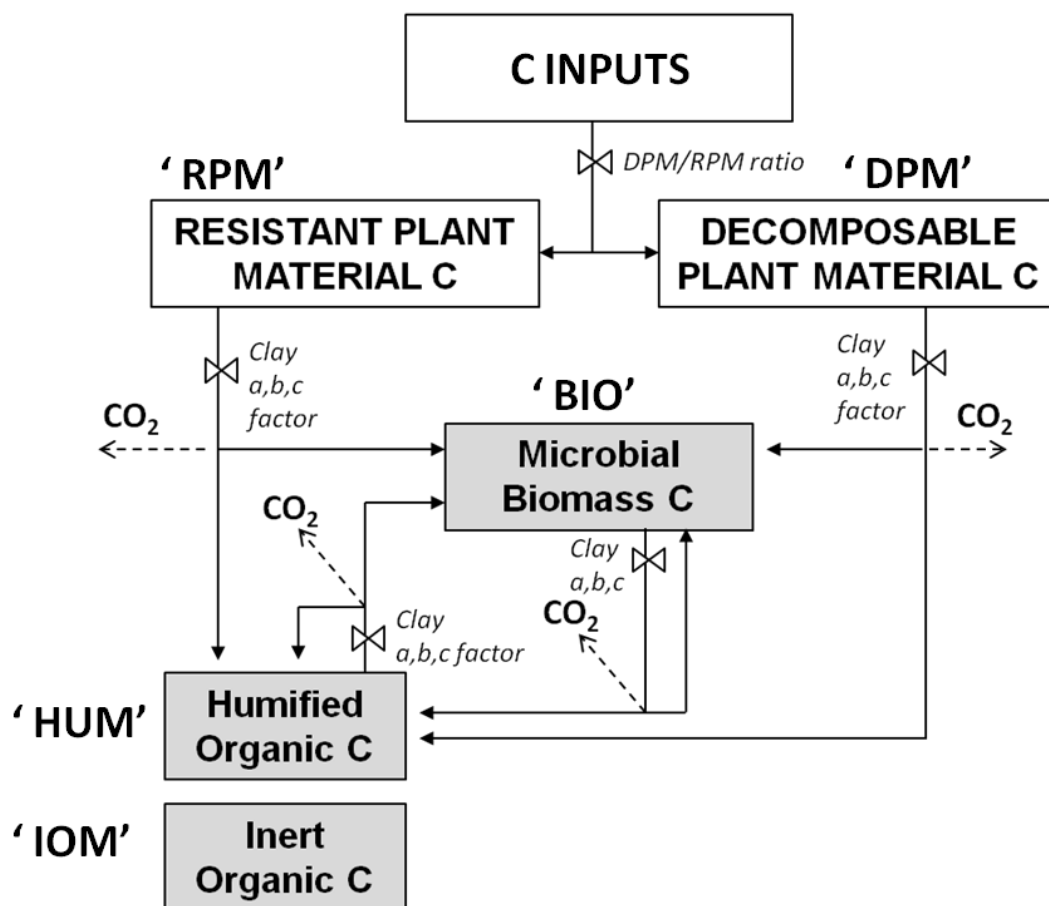 C INPUTS
DPM/RPM ratio
‘ RPM’
‘ DPM’
RESISTANT PLANT
MATERIAL C
DECOMPOSABLE
PLANT MATERIAL C
Clay
a,b,c
factor
Clay
a,b,c
factor
‘ BIO’
CO₂
CO₂
Microbial
Biomass C
CO₂
Clay
a,b,c
CO₂
Clay
a,b,c factor
‘ HUM’
Humified
Organic C
‘ IOM’
Inert
Organic C